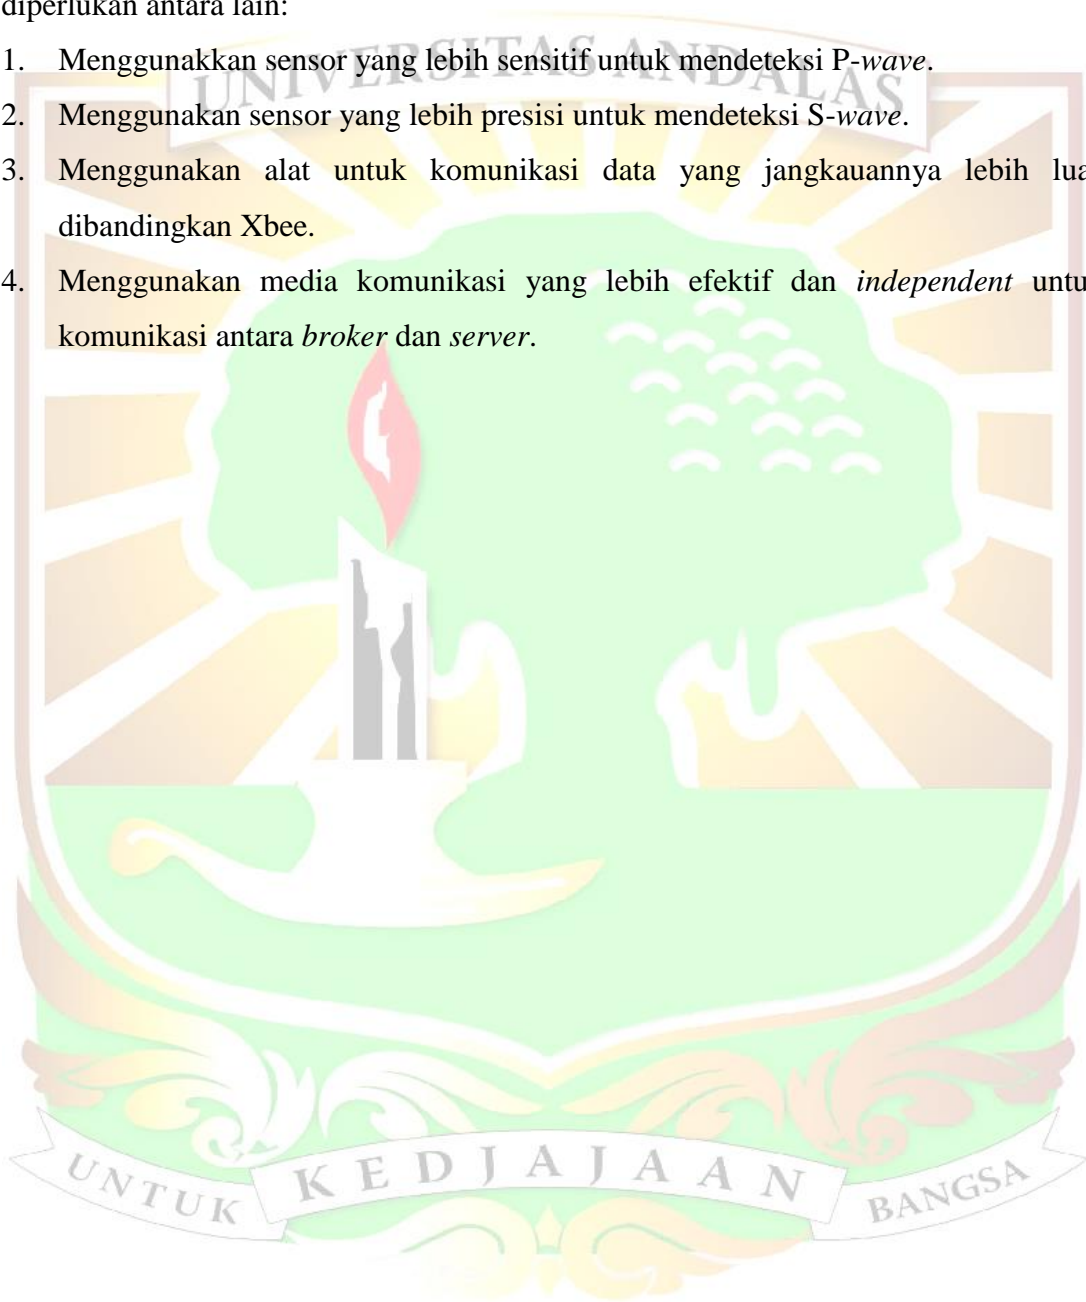 diperlukan antara lain:
1. Menggunakkan sensor yang lebih sensitif untuk mendeteksi P-wave.
UNIVERSITAS ANDALAS
2. Menggunakan sensor yang lebih presisi untuk mendeteksi S-wave.
3. Menggunakan alat untuk komunikasi data yang jangkauannya lebih lua
dibandingkan Xbee.
4. Menggunakan media komunikasi yang lebih efektif dan independent untu
komunikasi antara broker dan server.
UNTUK KEDJAJAAN BANGSA